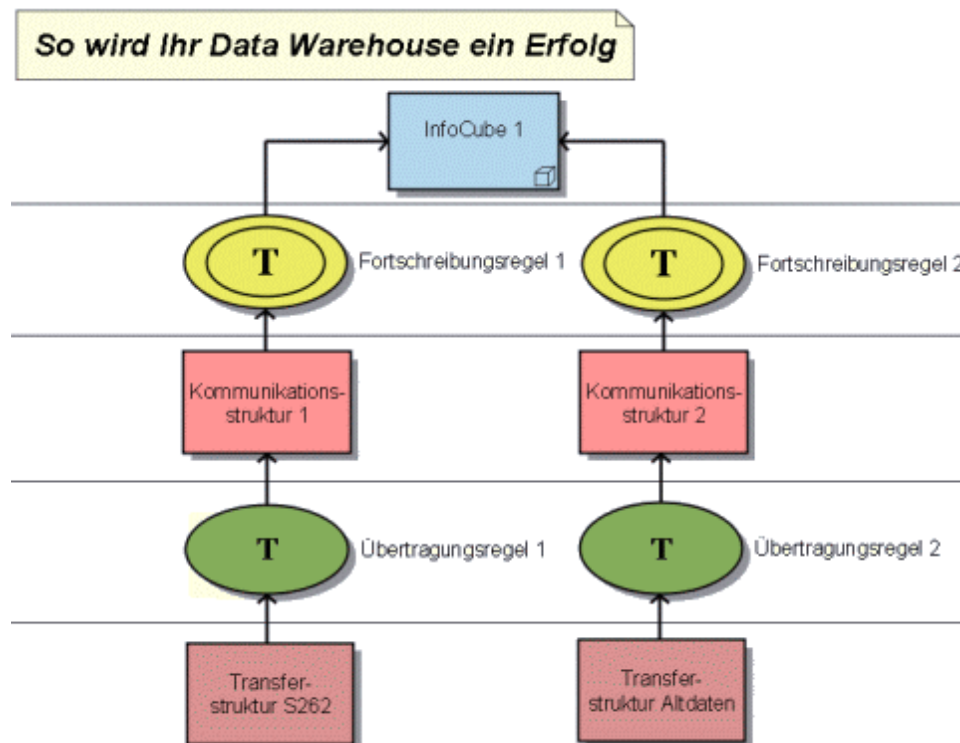 So wird Ihr Data Warehouse ein Erfolg
InfoCube 1
T
Fortschreibungsregel 1
T
Fortschreibungsregel 2
Kommunikations-
struktur 1
Kommunikations-
struktur 2
T
Übertragungsregel 1
T
Übertragungsregel 2
Transfer-
struktur S262
Transfer-
struktur Altdaten